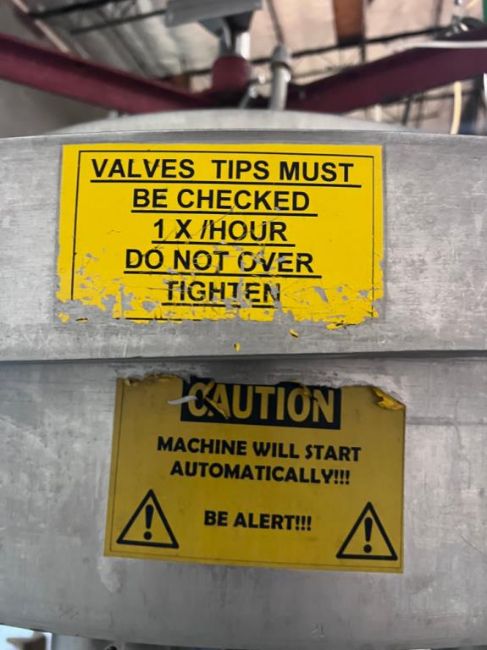 VALVES TIPS MUST
BE CHECKED
1 X /HOUR
DO NOT OVER
TIGHTEN
CAUTION
MACHINE WILL START
AUTOMATICALLY!!!
BE ALERT!!!